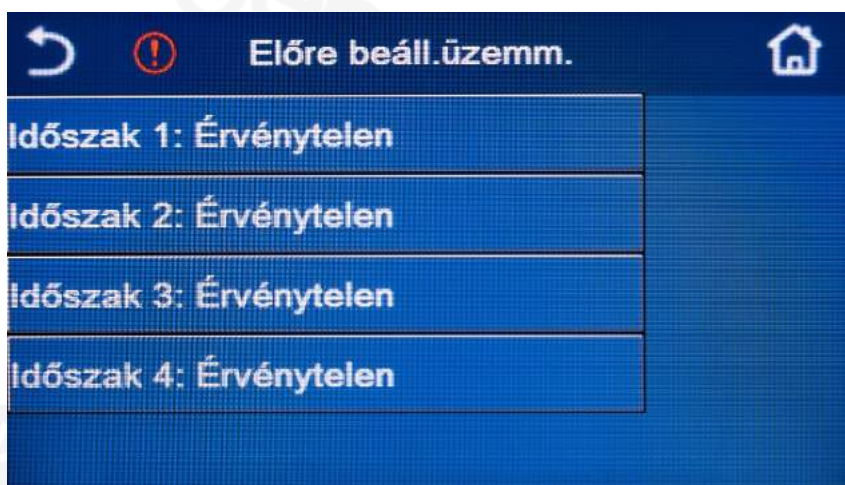 Előre beáll.üzemm.
Időszak 1: Érvénytelen
Időszak 2: Érvénytelen
Időszak 3: Érvénytelen
Időszak 4: Érvénytelen